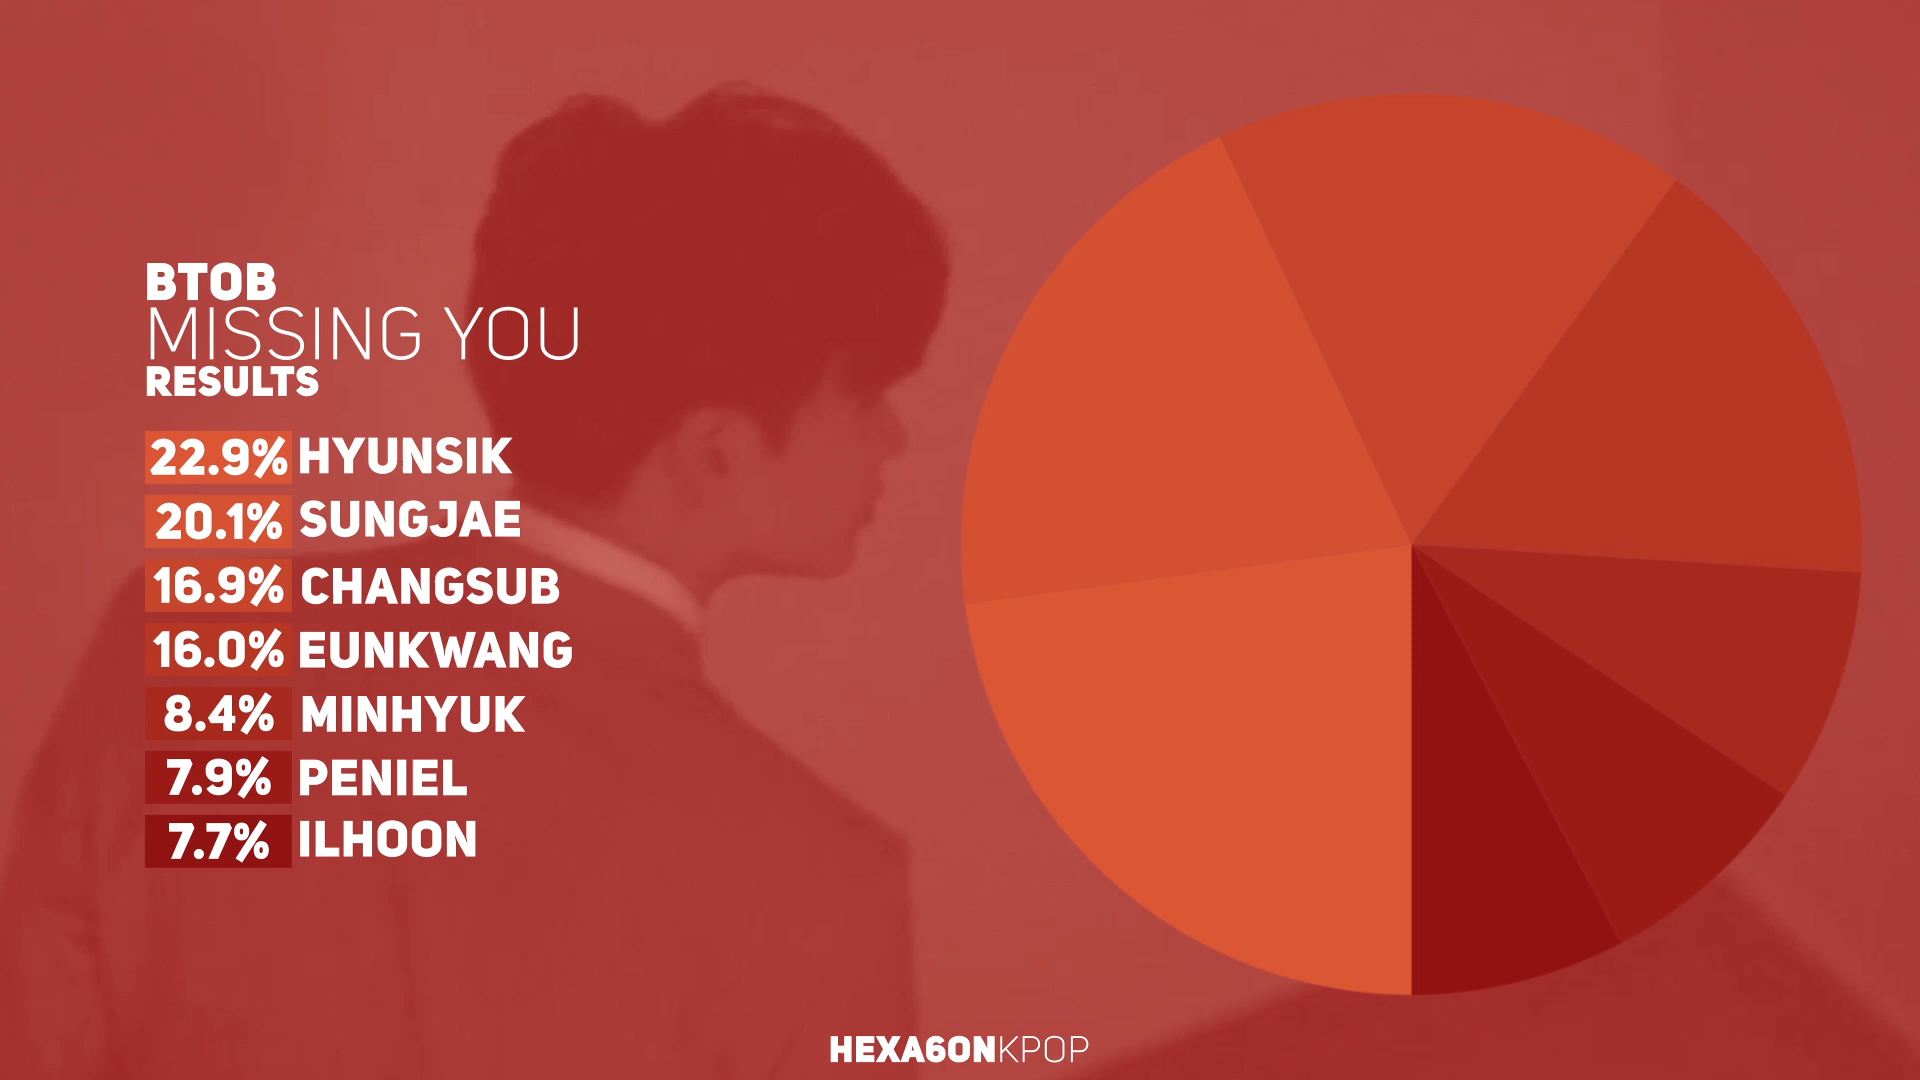 BTOB
MISSING YOU
RESULTS
22.9% HYUNSIK
20.1% SUNGJAE
16.9% CHANGSUB
16.0% EUNKWANG
8.4% MINHYUK
7.9% PENIEL
7.7% ILHOON
HEXA6ONKPOP